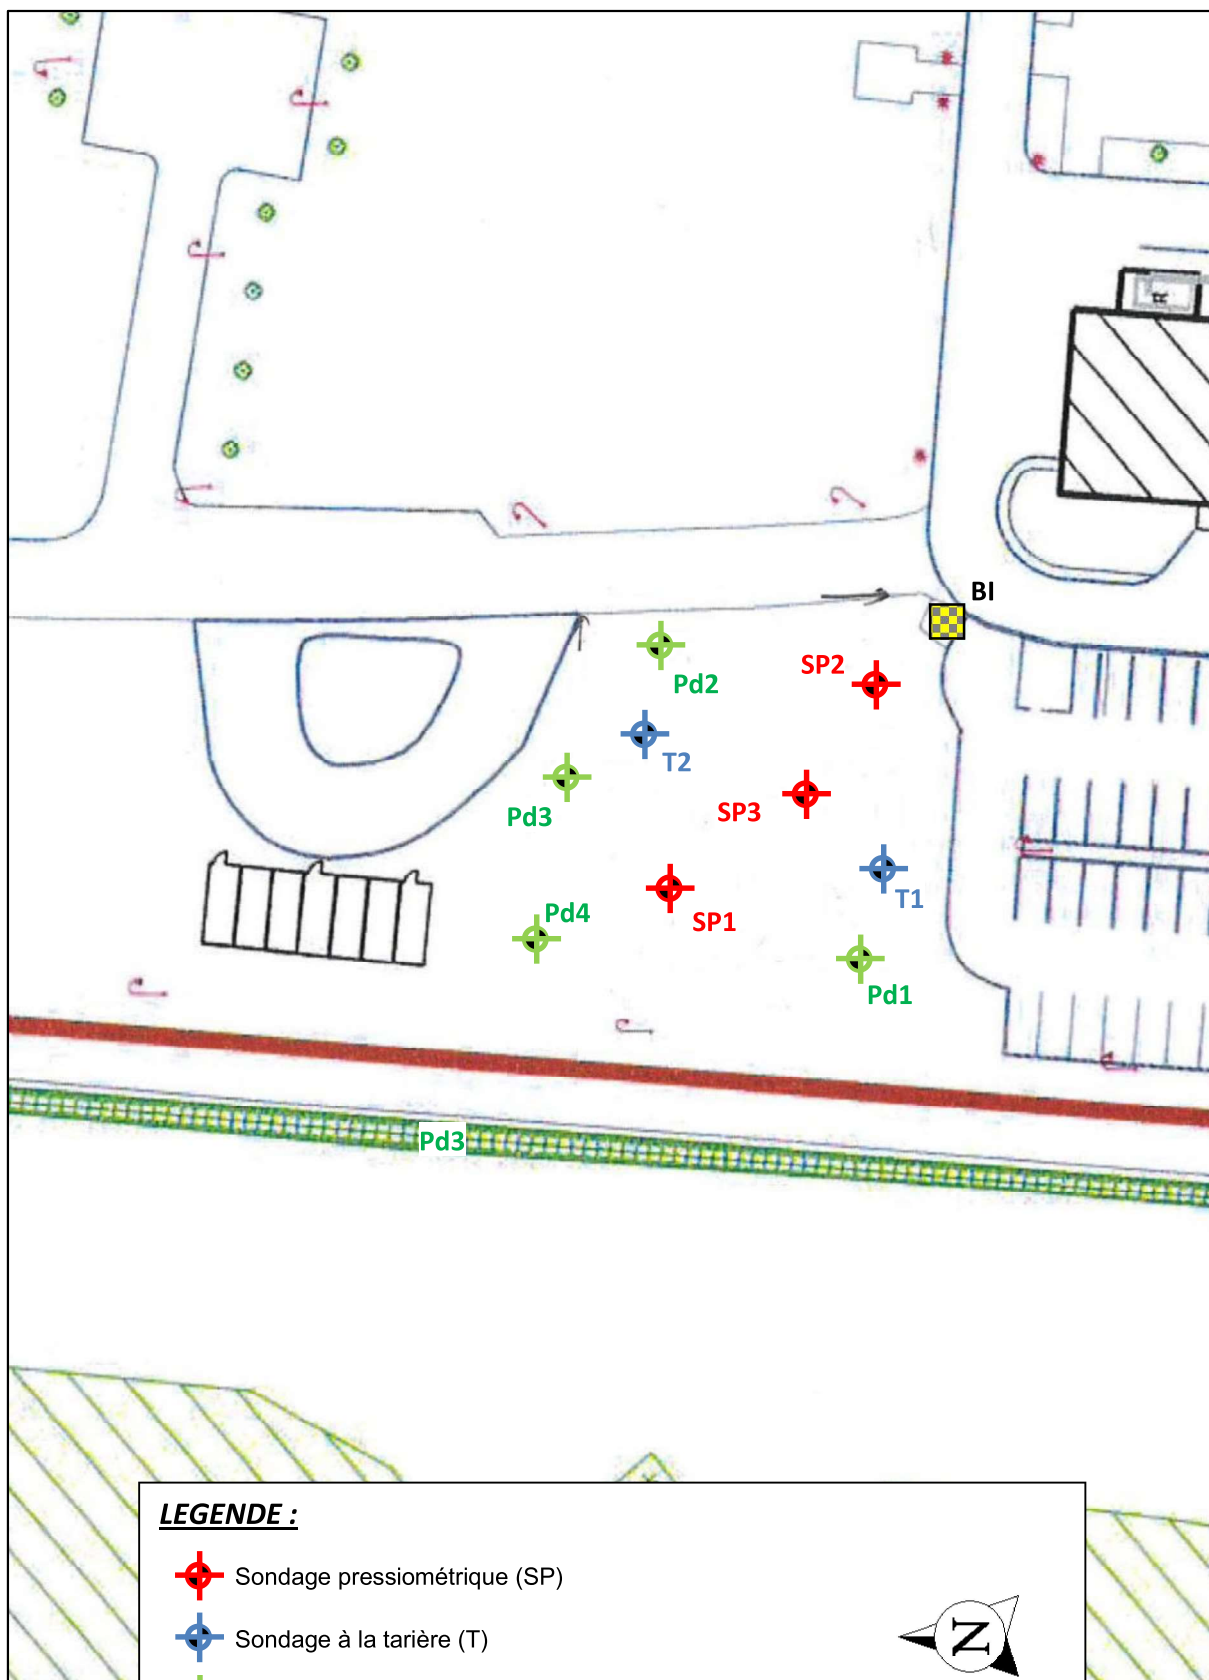 BI
SP2
Pd2
T2
SP3
Pd3
T1
Pd4
SP1
Pd1
Pd3
LEGENDE :
Sondage pressiométrique (SP)
Sondage à la tarière (T)
N